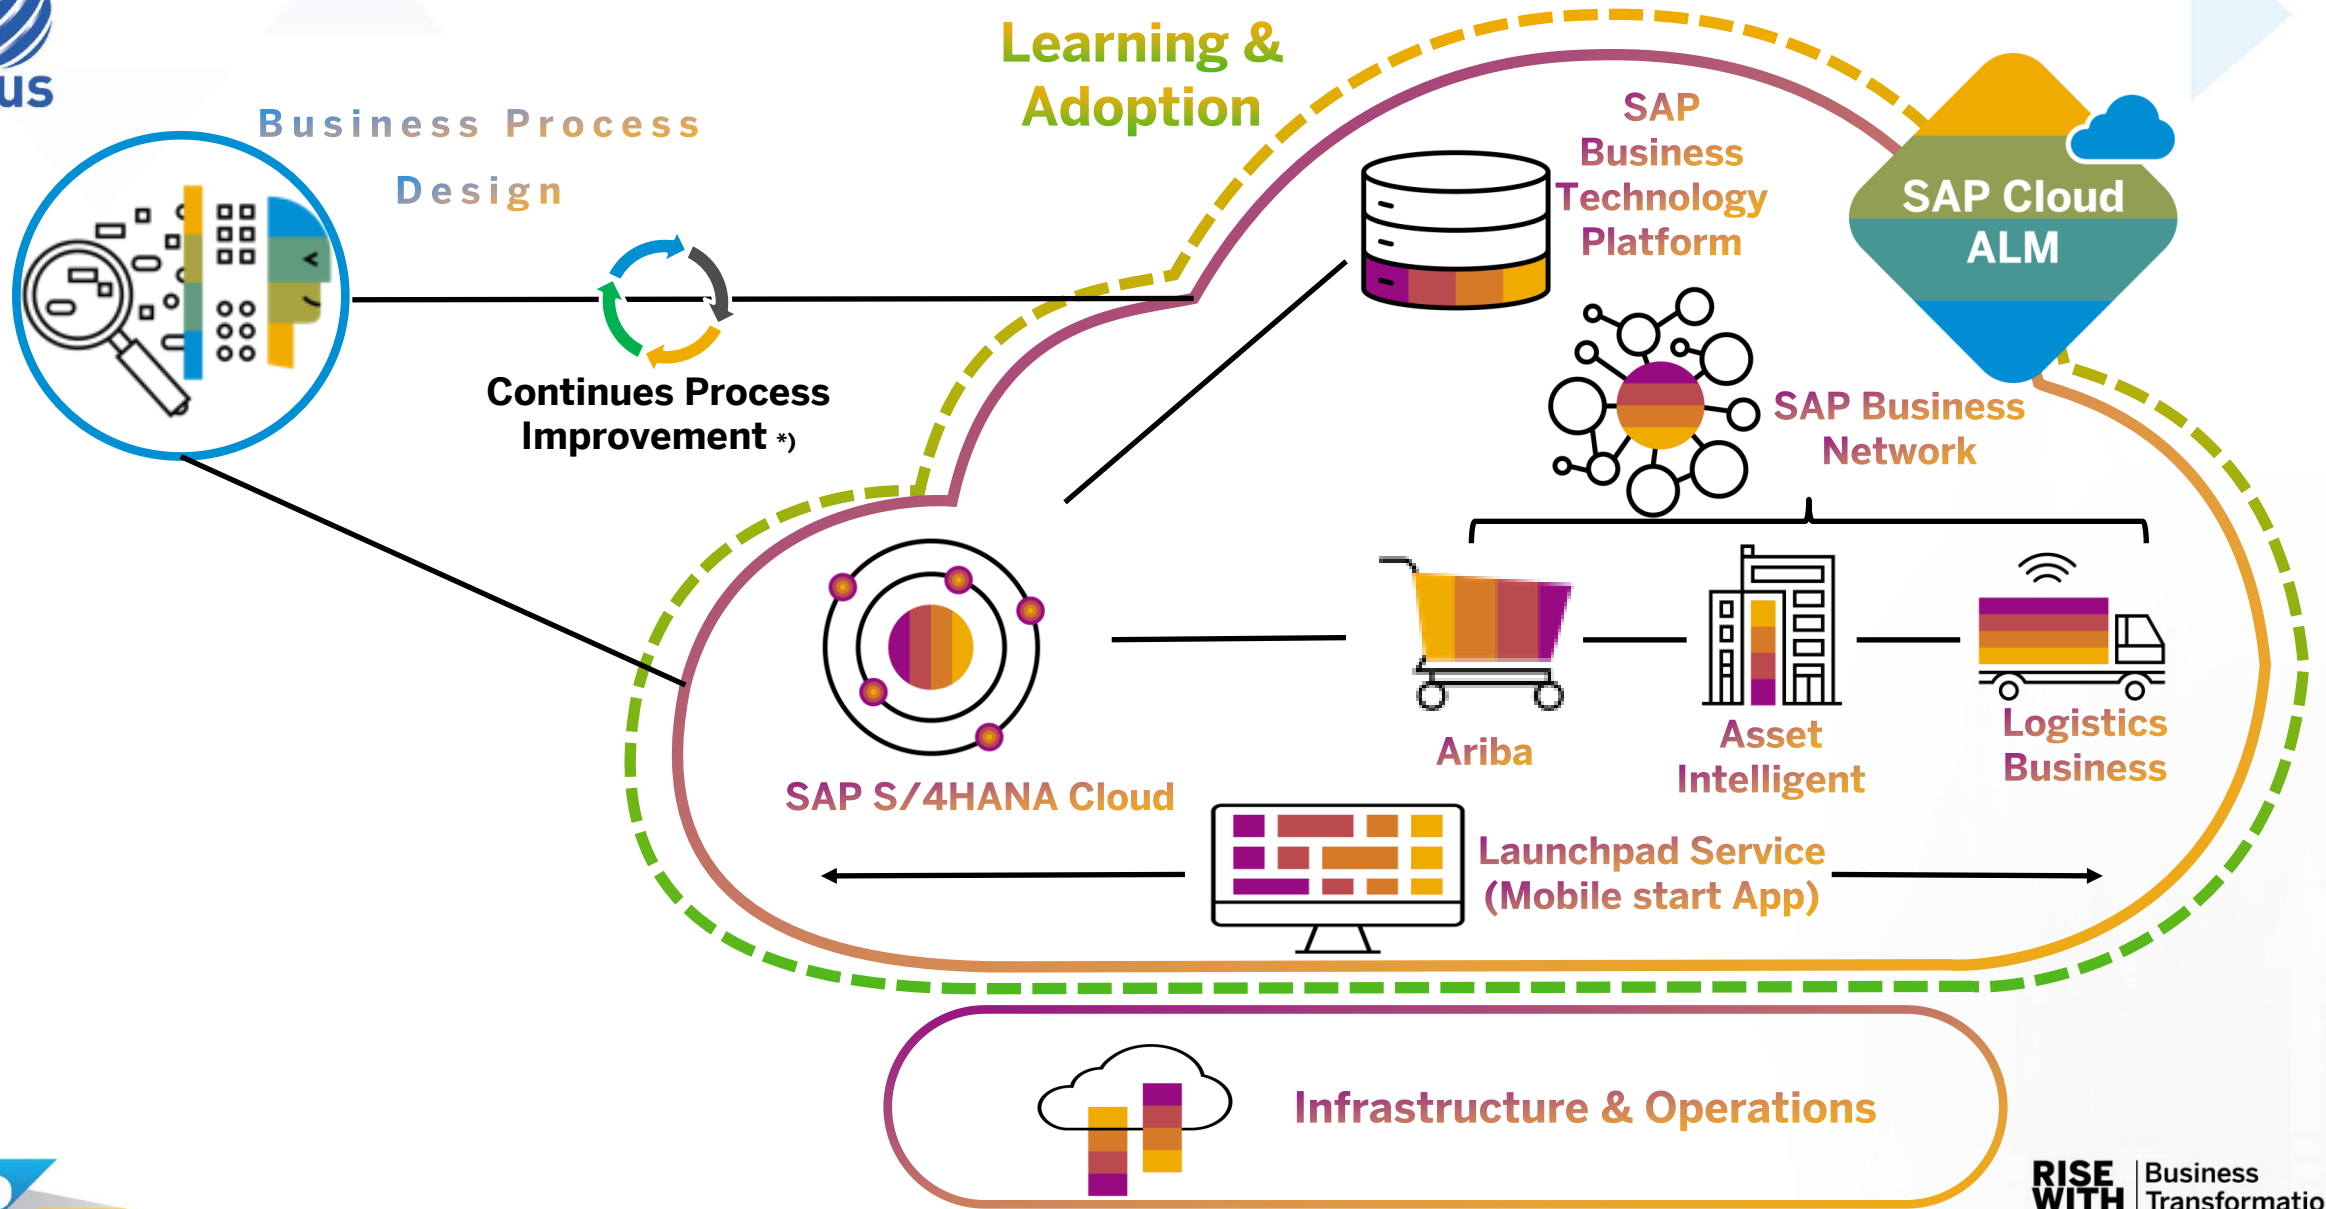 us
Business Process
Design
Learning &
Adoption
SAP
Business
Technology
Platform
SAP Cloud
ALM
Continues Process
Improvement *)
SAP Business
Network
SAP S/4HANA Cloud
Ariba
Asset
Intelligent
Logistics
Business
Launchpad Service
(Mobile start App)
Infrastructure & Operations
RISE
WITH
Business
Transformatio